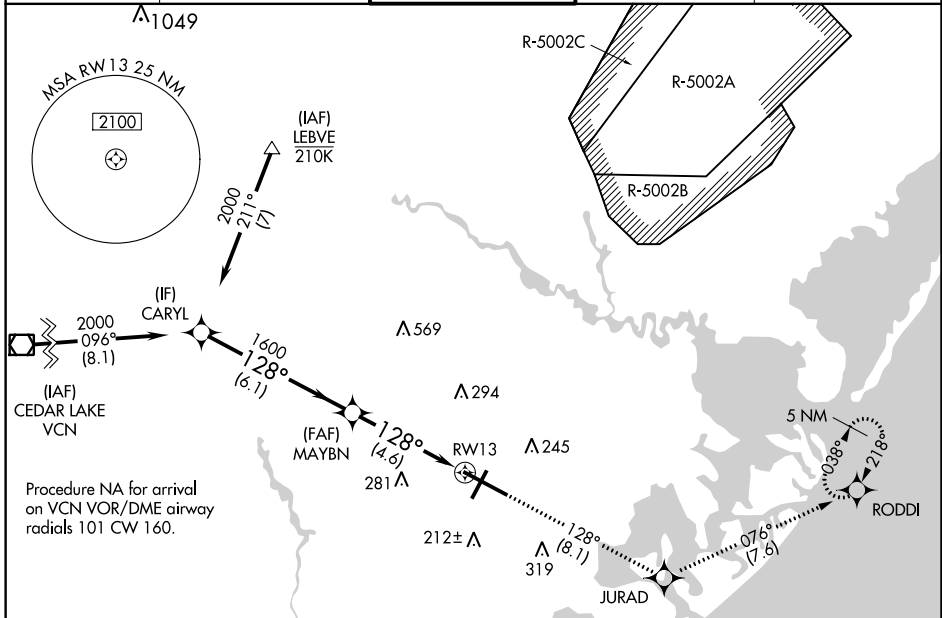 1049
MSA RW 13 25 NM
2100
(IAF)
LEBVE
210K
2000
211°
(7)
R-5002C
R-5002A
R-5002B
(IF)
CARYL
2000
096°
(8.1)
(IAF)
CEDAR LAKE
VCN
1600
128°
(6.1)
569
294
(FAF)
MAYBN
128°
(4.6)
RW13
245
281
5 NM
038°
218°
RODDI
Procedure NA for arrival
on VCN VOR/DME airway
radials 101 CW 160.
212±
319
128°
(8.1)
076°
(7.6)
JURAD